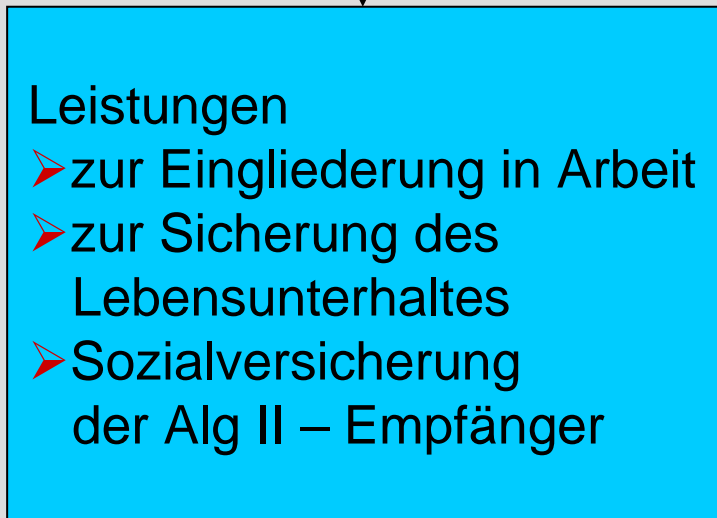 Leistungen
➢zur Eingliederung in Arbeit
➢zur Sicherung des
Lebensunterhaltes
➢Sozialversicherung
der Alg II – Empfänger